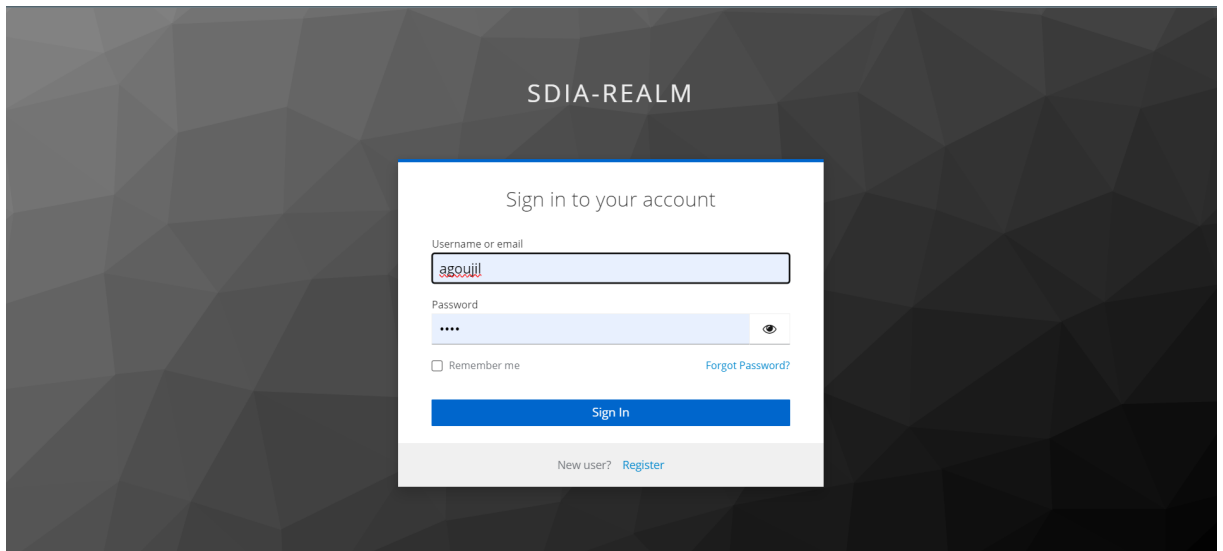 SDIA-REALM
Sign in to your account
Username or email
agoujil
Password
••••
Remember me Forgot Password?
Sign In
New user? Register